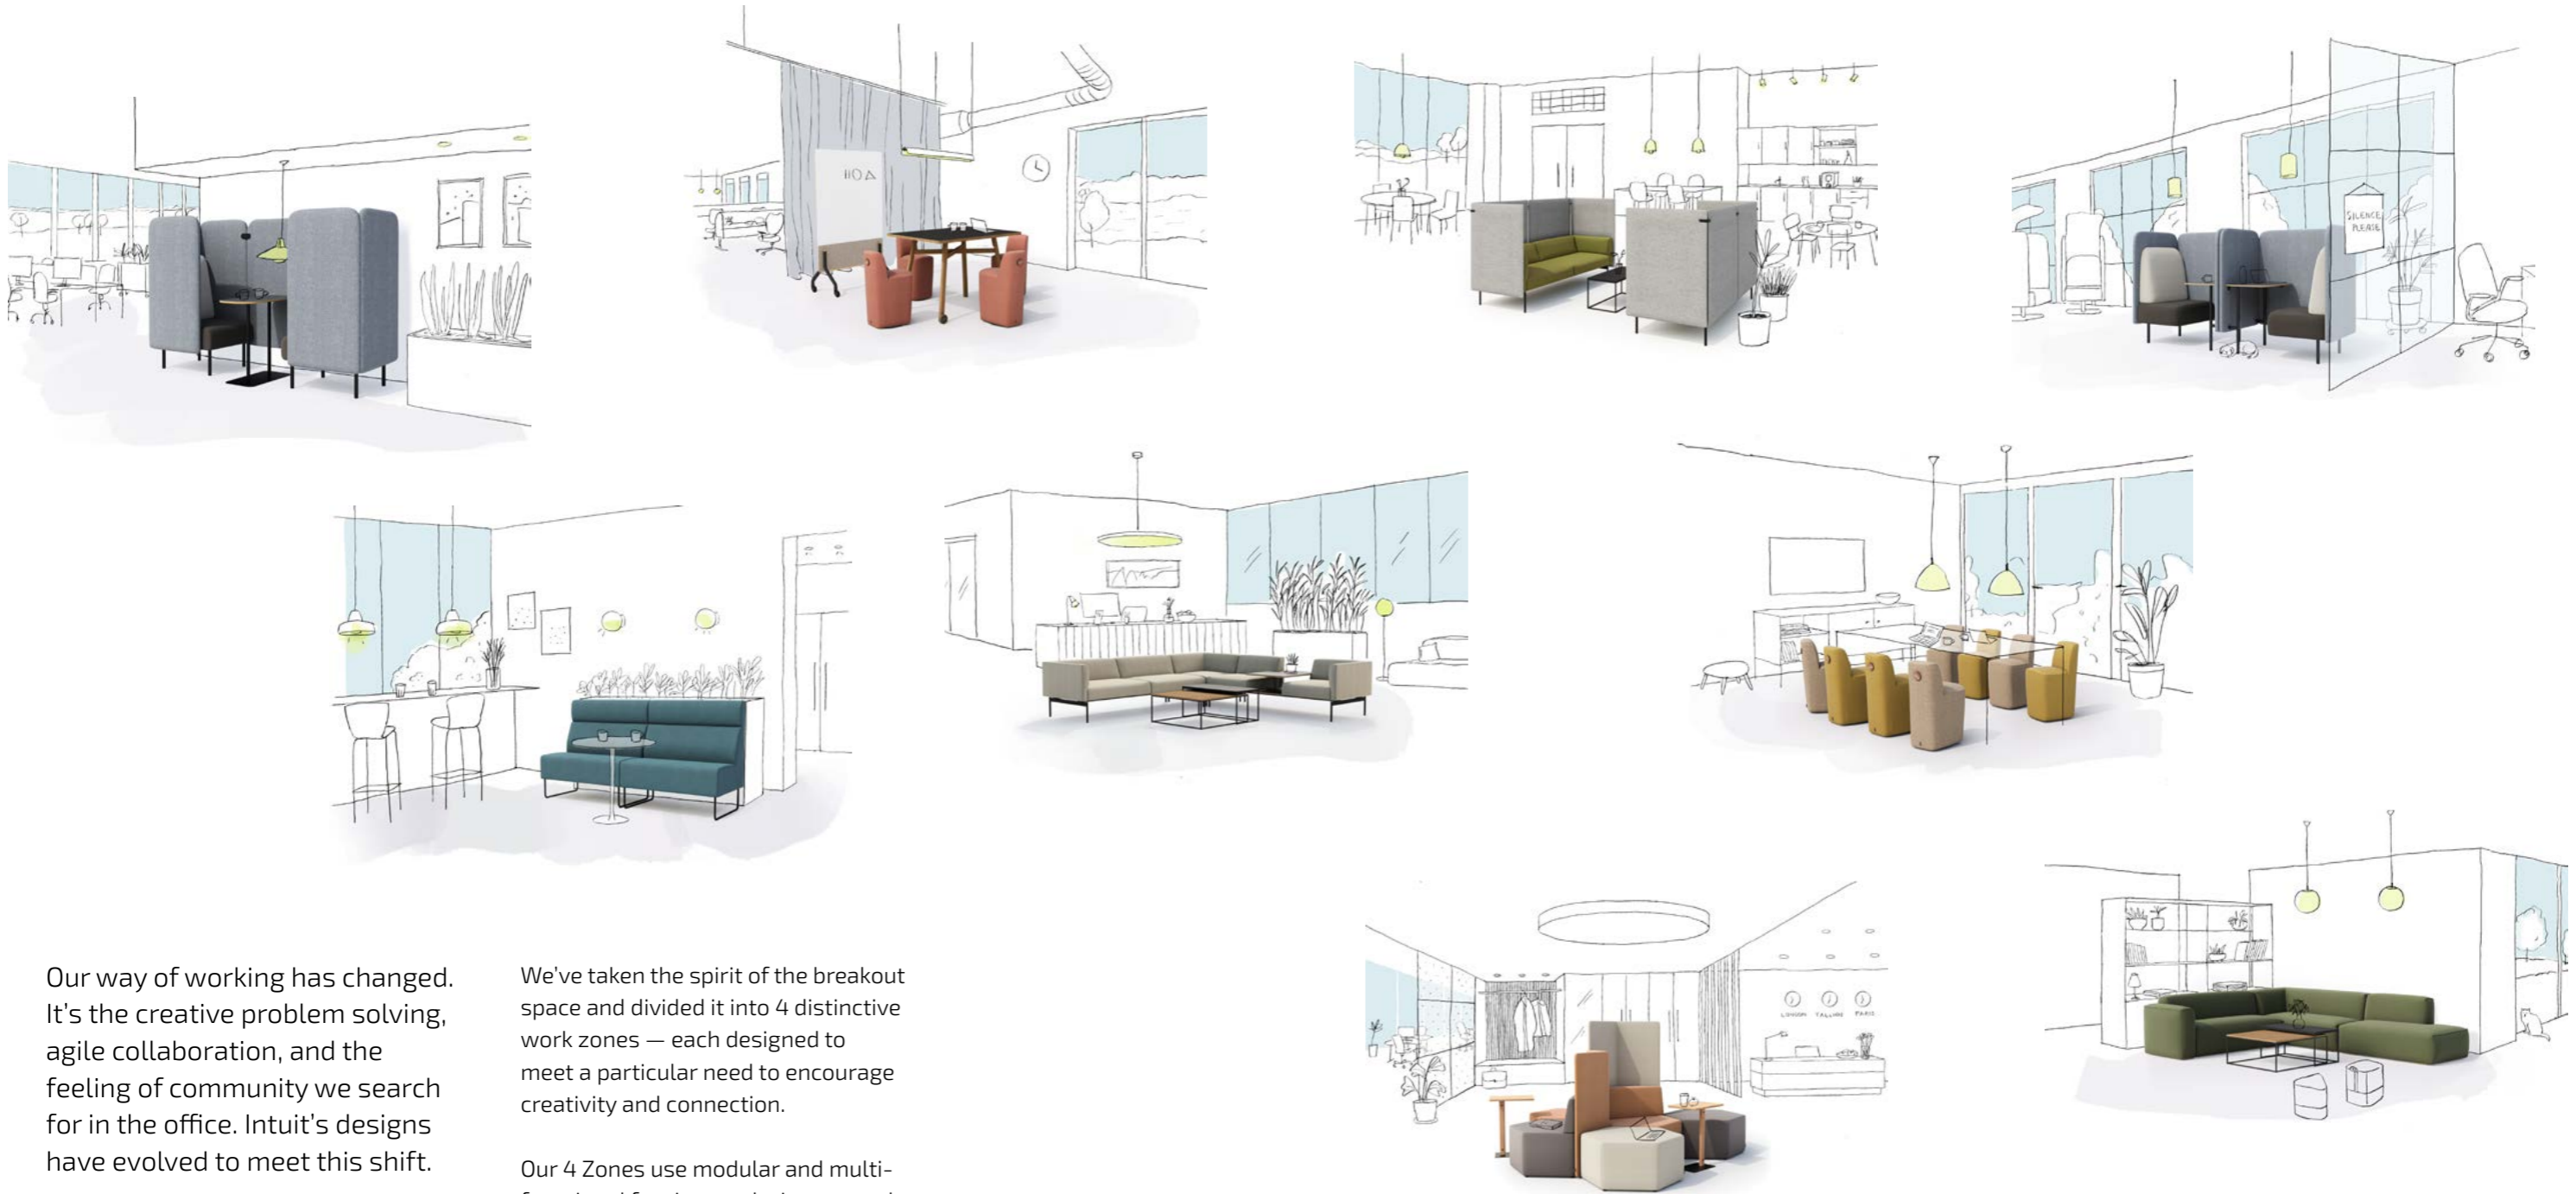 SILENCE
PLEASE
LONDON TALLINN PARIS
Our way of working has changed.
It's the creative problem solving,
agile collaboration, and the
feeling of community we search
for in the office. Intuit's designs
have evolved to meet this shift.
We've taken the spirit of the breakout
space and divided it into 4 distinctive
work zones — each designed to
meet a particular need to encourage
creativity and connection.
Our 4 Zones use modular and multi-